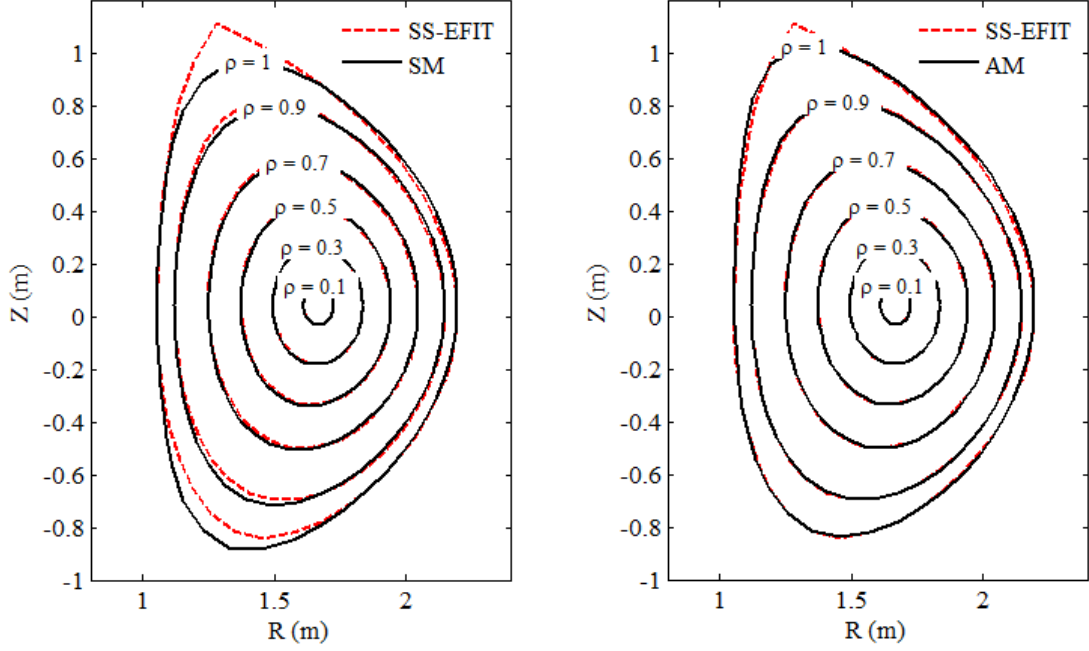 SS-EFIT
SM
ρ = 1
ρ = 0.9
ρ = 0.7
ρ = 0.5
ρ = 0.3
ρ = 0.1
1
0.8
0.6
0.4
0.2
0
-0.2
-0.4
-0.6
-0.8
-1
Z (m)
1
1.5
2
R (m)
SS-EFIT
AM
ρ = 1
ρ = 0.9
ρ = 0.7
ρ = 0.5
ρ = 0.3
ρ = 0.1
1
0.8
0.6
0.4
0.2
0
-0.2
-0.4
-0.6
-0.8
-1
Z (m)
1
1.5
2
R (m)